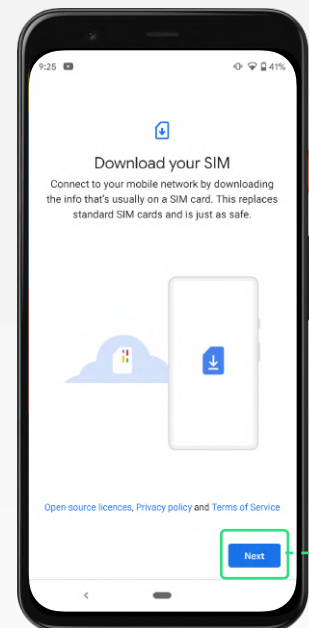 9:25 41%
Download your SIM
Connect to your mobile network by downloading
the info that's usually on a SIM card. This replaces
standard SIM cards and is just as safe.
Open-source licences, Privacy policy and Terms of Service
Next